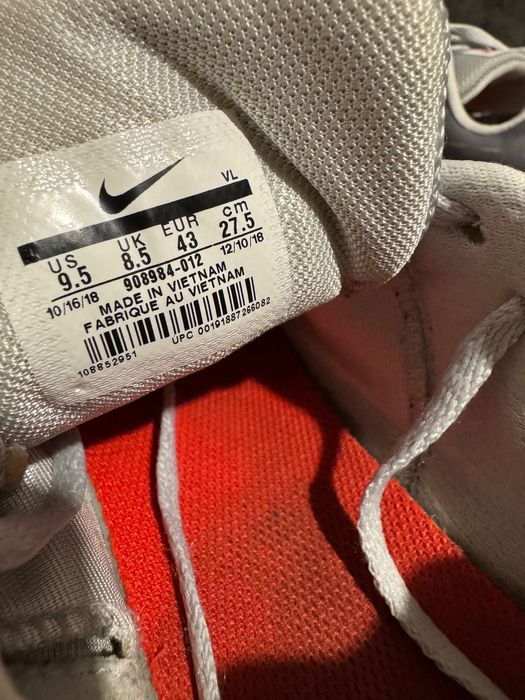 VL
US UK EUR cm
9.5 8.5 43 27.5
10/16/18 908984-012 12/10/18
MADE IN VIETNAM
FABRIQUE AU VIETNAM
108852951 UPC 00191887266082